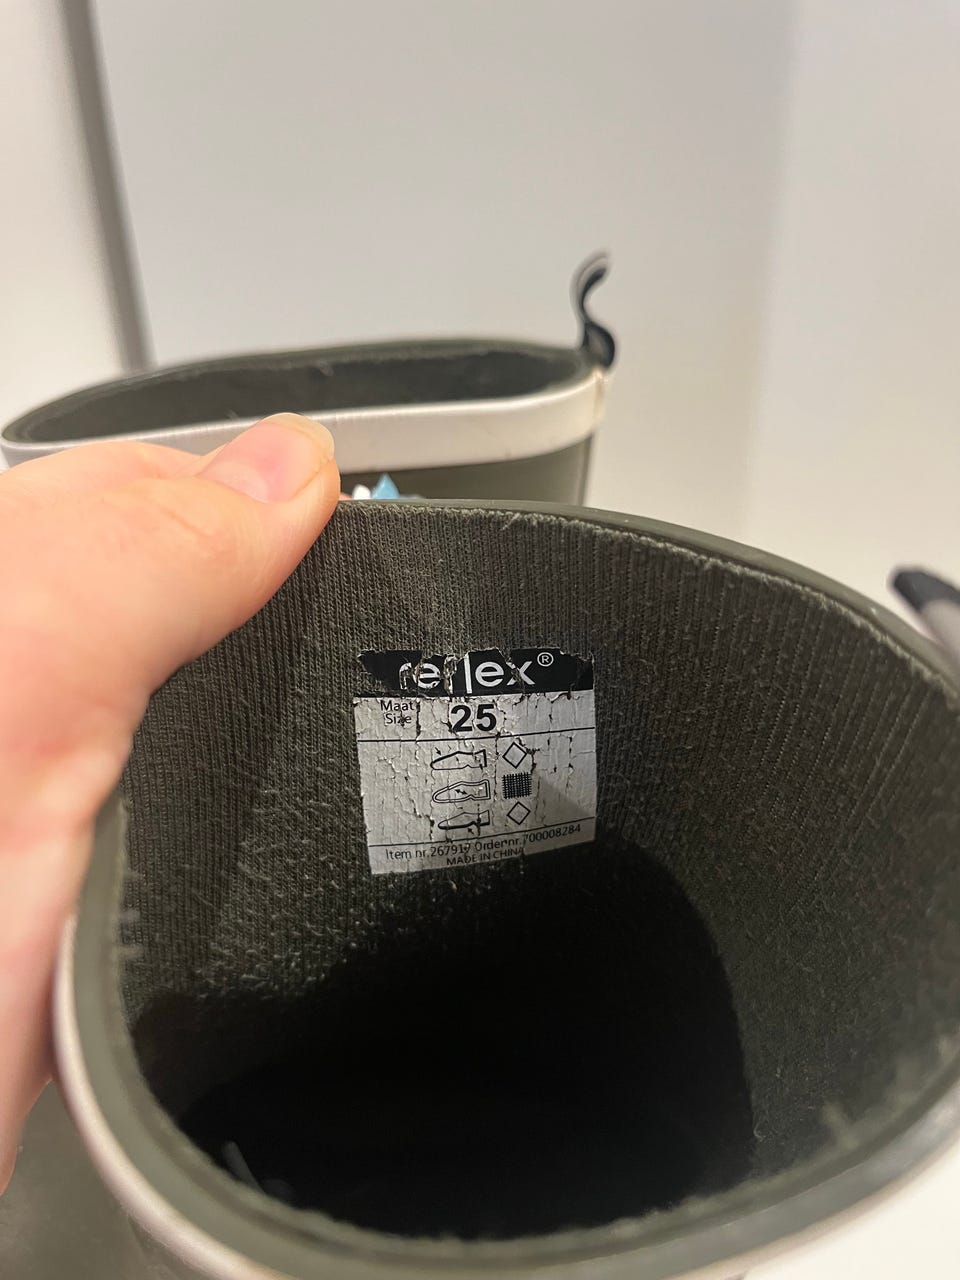 reflex®
Maat
Size 25
Item nr.267917 Ordernr.700008284
MADE IN CHINA